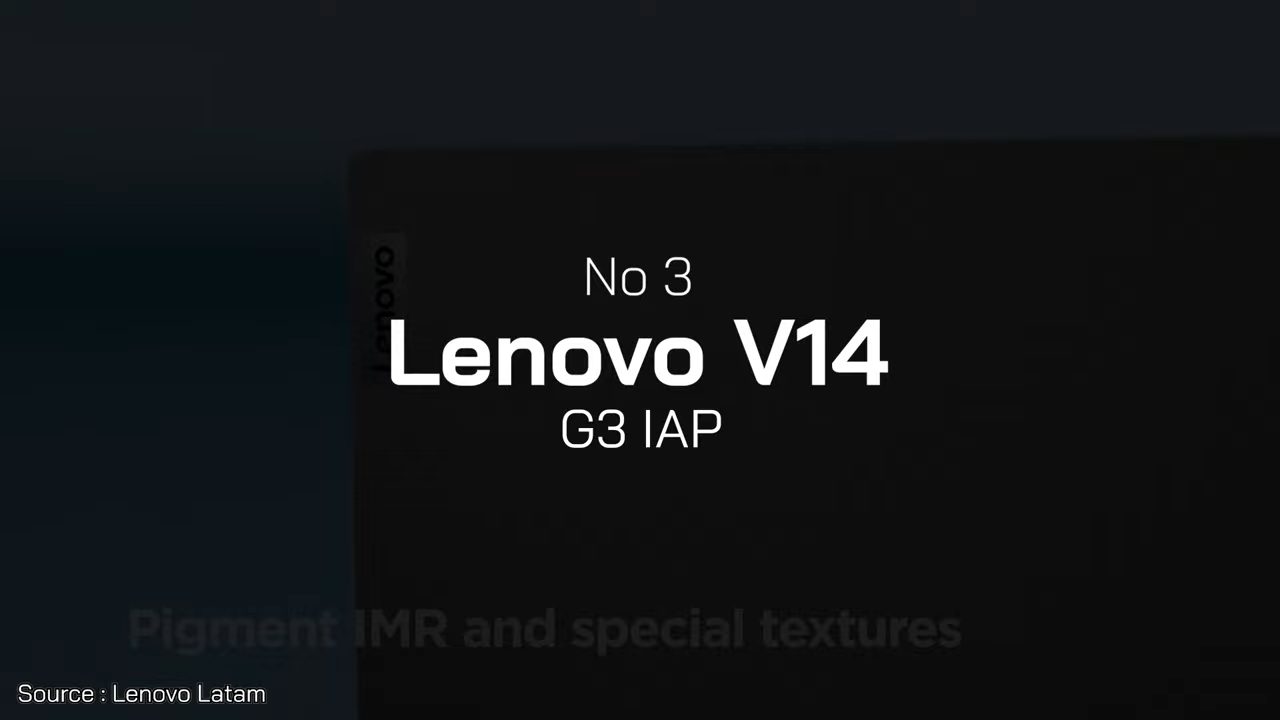 No 3
Lenovo
Lenovo V14
G3 IAP
Pigment IMR and special textures
Source : Lenovo Latam